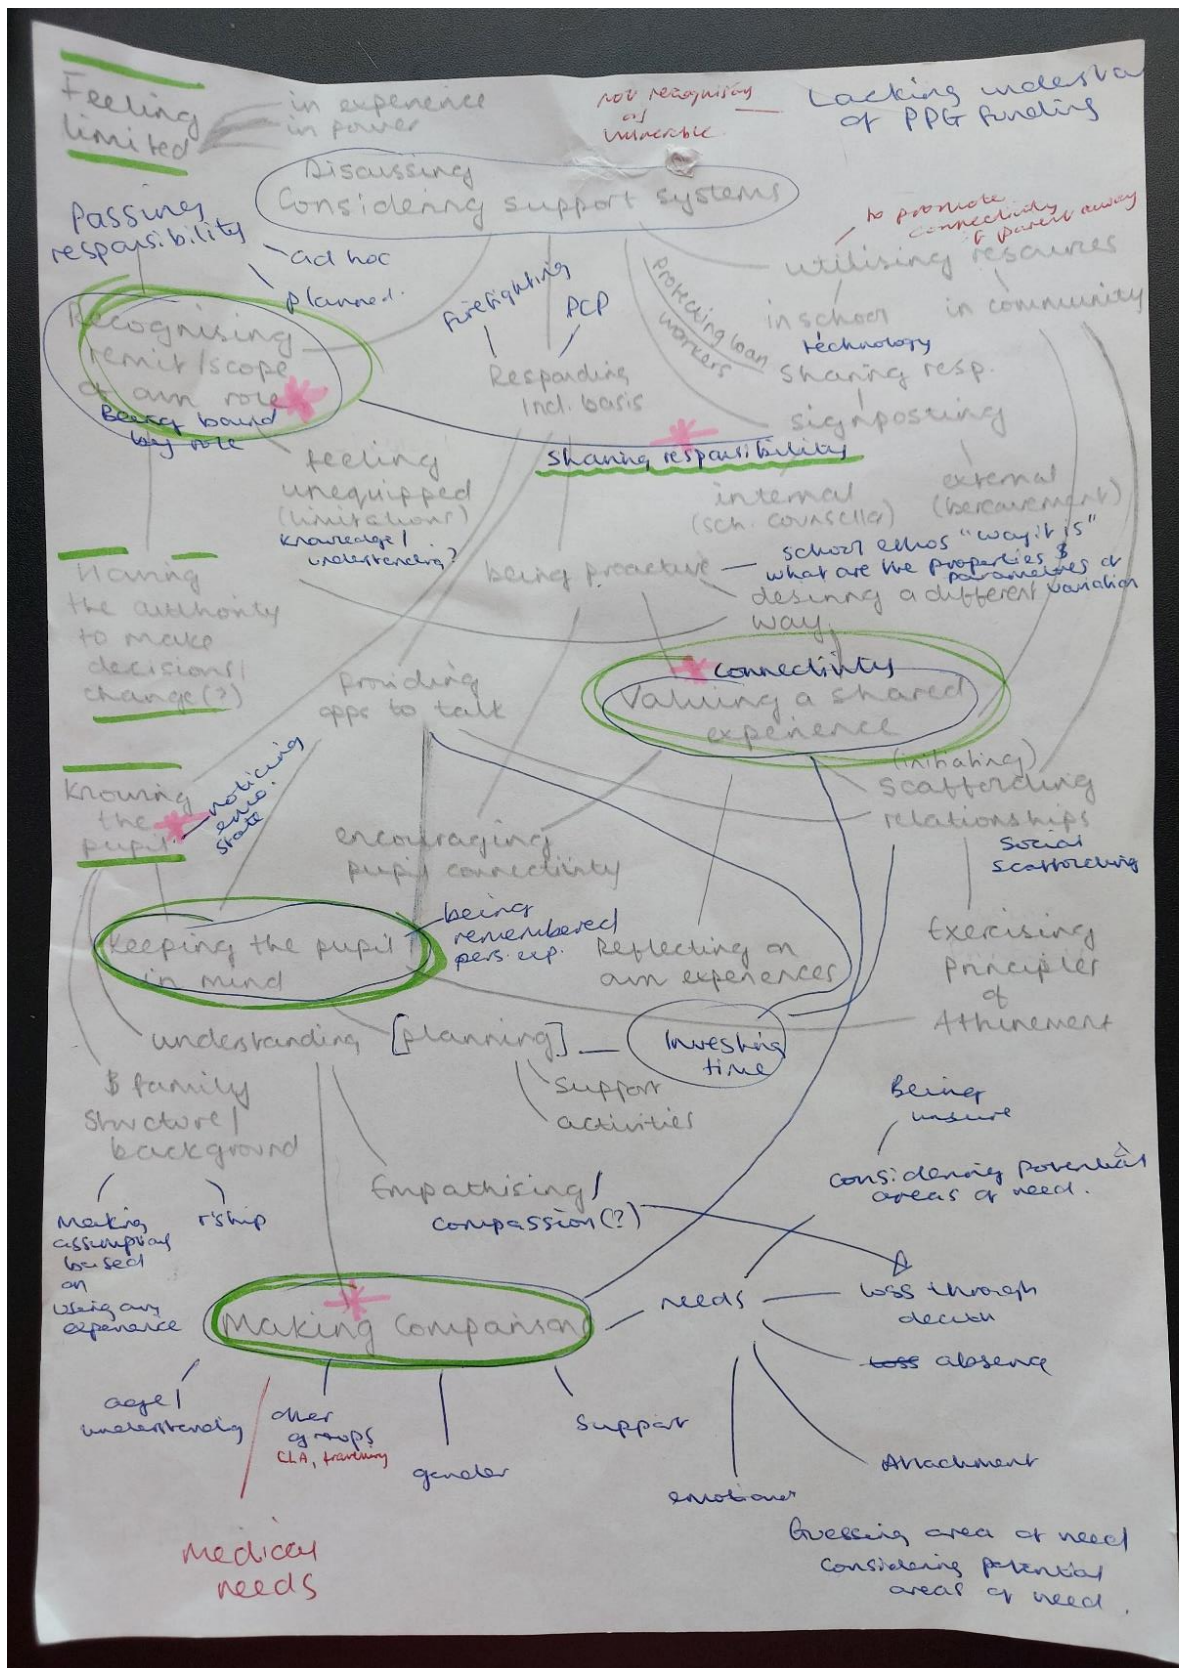 Feeling
limited
in experience
in power
not recognising
as
vulnerable
Lacking understa
of PPG funding
Discussing
Considering support systems
Passing
responsibility
ad hoc
planned.
to promote
connectivity
parent away
utilising resources
in school
technology
in community
firefighting
PCP
Protecting loan
workers
Recognising
remit/scope
of own role
Being bound
by role
Responding
incl. basis
Sharing resp.
signposting
Sharing responsibility
internal
(sch. counsellor)
external
(bereavement)
feeling
unequipped
(limitations)
knowledge/
understanding?
being proactive
school ethos "way it is"
what are the properties &
parameters of
variation
desiring a different
way
Having
the authority
to make
decisions/
change(?)
providing
opps to talk
connectivity
Valuing a shared
experience
(initiating)
scaffolding
relationships
Social
scaffolding
Knowing
the
pupil
noticing
emo.
state
encouraging
pupil connectivity
Keeping the pupil
in mind
being
remembered
pers. exp.
Reflecting on
own experiences
Exercising
principles
of
Attunement
understanding
[planning]
Investing
time
support
activities
& family
structure/
background
Being
unsure
considering potential
areas of need.
Empathising/
compassion(?)
Making
assumptions
based
on
using own
experience
r'ship
Making Comparison
needs
loss through
death
loss absence
age/
understanding
other
groups
CLA, travelling
gender
Support
Attachment
emotional
Medical
needs
Guessing area of need
considering potential
areas of need.